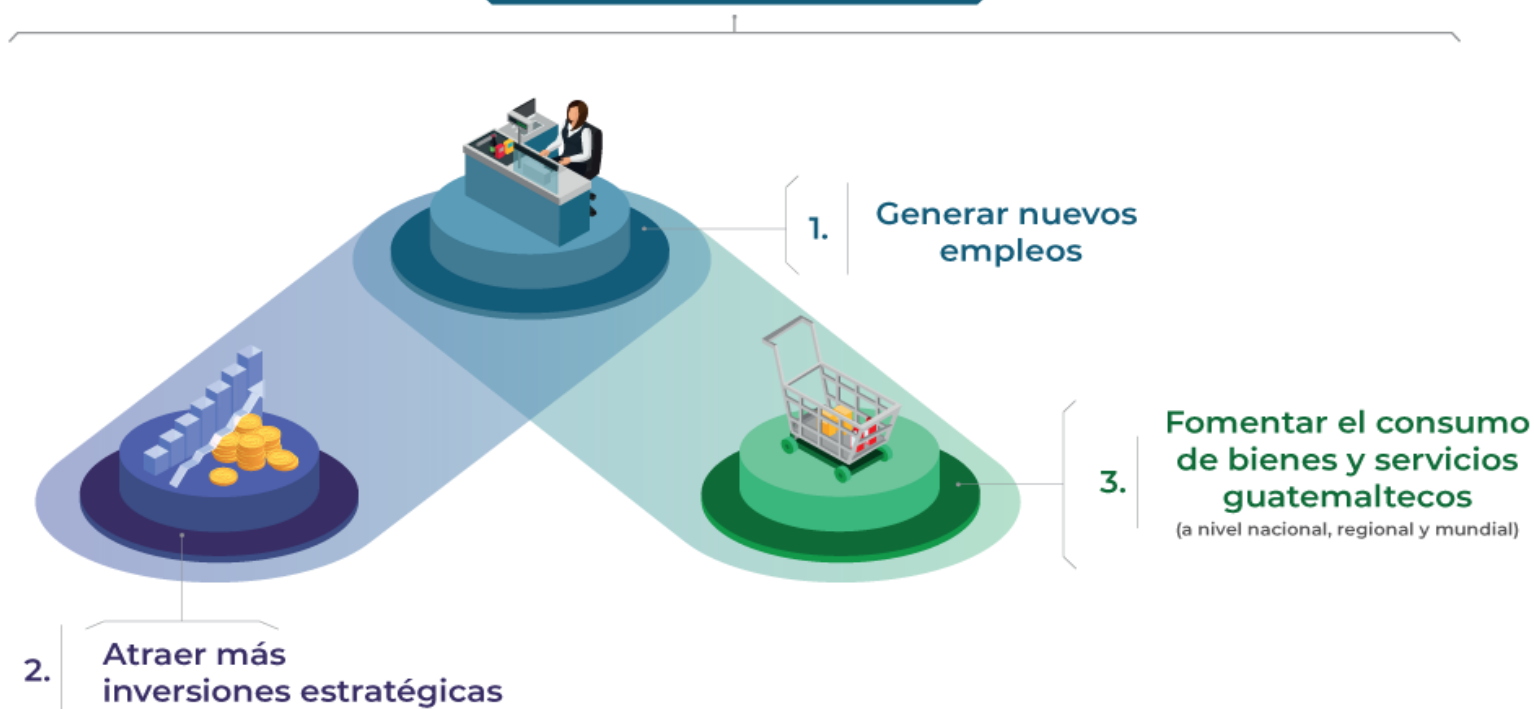 1.
Generar nuevos
empleos
2.
Atraer más
inversiones estratégicas
3.
Fomentar el consumo
de bienes y servicios
guatemaltecos
(a nivel nacional, regional y mundial)